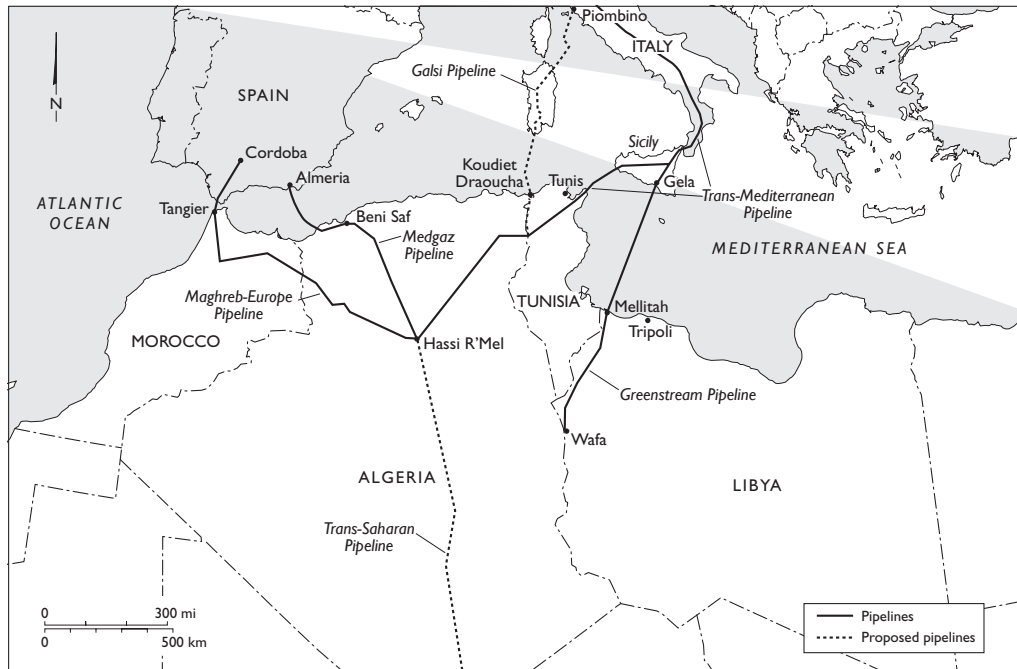 Piombino
ITALY
Galsi Pipeline
N
SPAIN
Sicily
Cordoba
Koudiet
Draoucha
Tunis
Almeria
Gela
Trans-Mediterranean
Pipeline
ATLANTIC
OCEAN
Tangier
Beni Saf
Medgaz
Pipeline
MEDITERRANEAN SEA
Maghreb-Europe
Pipeline
TUNISIA
Mellitah
MOROCCO
Tripoli
Hassi R’Mel
Greenstream Pipeline
Wafa
ALGERIA
LIBYA
Trans-Saharan
Pipeline
0 300 mi
0 500 km
Pipelines
Proposed pipelines